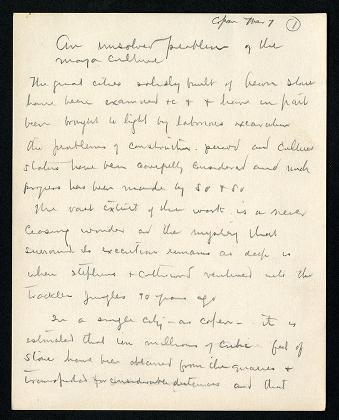 Copan Mar 7 1
An unsolved problem of the
maya culture
The great cities solidly built of hewn stone
have been examined &c & & have in part
been brought to light by laborious excavation
the problems of construction, period and culture
status have been carefully considered and much
progress has been made by so & so
The vast extent of the work is a never
ceasing wonder and the mystery that
surrounds its execution remains as deep as
when Stephens & Catherwood ventured into the
trackless jungles 90 years ago
In a single city - as Copan - it is
estimated that ten millions of cubic feet of
stone have been obtained from the quarries &
transported for considerable distances and that